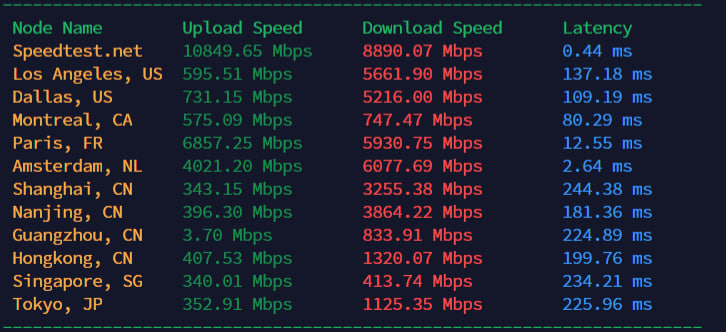 Node Name Upload Speed Download Speed Latency
Speedtest.net 10849.65 Mbps 8890.07 Mbps 0.44 ms
Los Angeles, US 595.51 Mbps 5661.90 Mbps 137.18 ms
Dallas, US 731.15 Mbps 5216.00 Mbps 109.19 ms
Montreal, CA 575.09 Mbps 747.47 Mbps 80.29 ms
Paris, FR 6857.25 Mbps 5930.75 Mbps 12.55 ms
Amsterdam, NL 4021.20 Mbps 6077.69 Mbps 2.64 ms
Shanghai, CN 343.15 Mbps 3255.38 Mbps 244.38 ms
Nanjing, CN 396.30 Mbps 3864.22 Mbps 181.36 ms
Guangzhou, CN 3.70 Mbps 833.91 Mbps 224.89 ms
Hongkong, CN 407.53 Mbps 1320.07 Mbps 199.76 ms
Singapore, SG 340.01 Mbps 413.74 Mbps 234.21 ms
Tokyo, JP 352.91 Mbps 1125.35 Mbps 225.96 ms